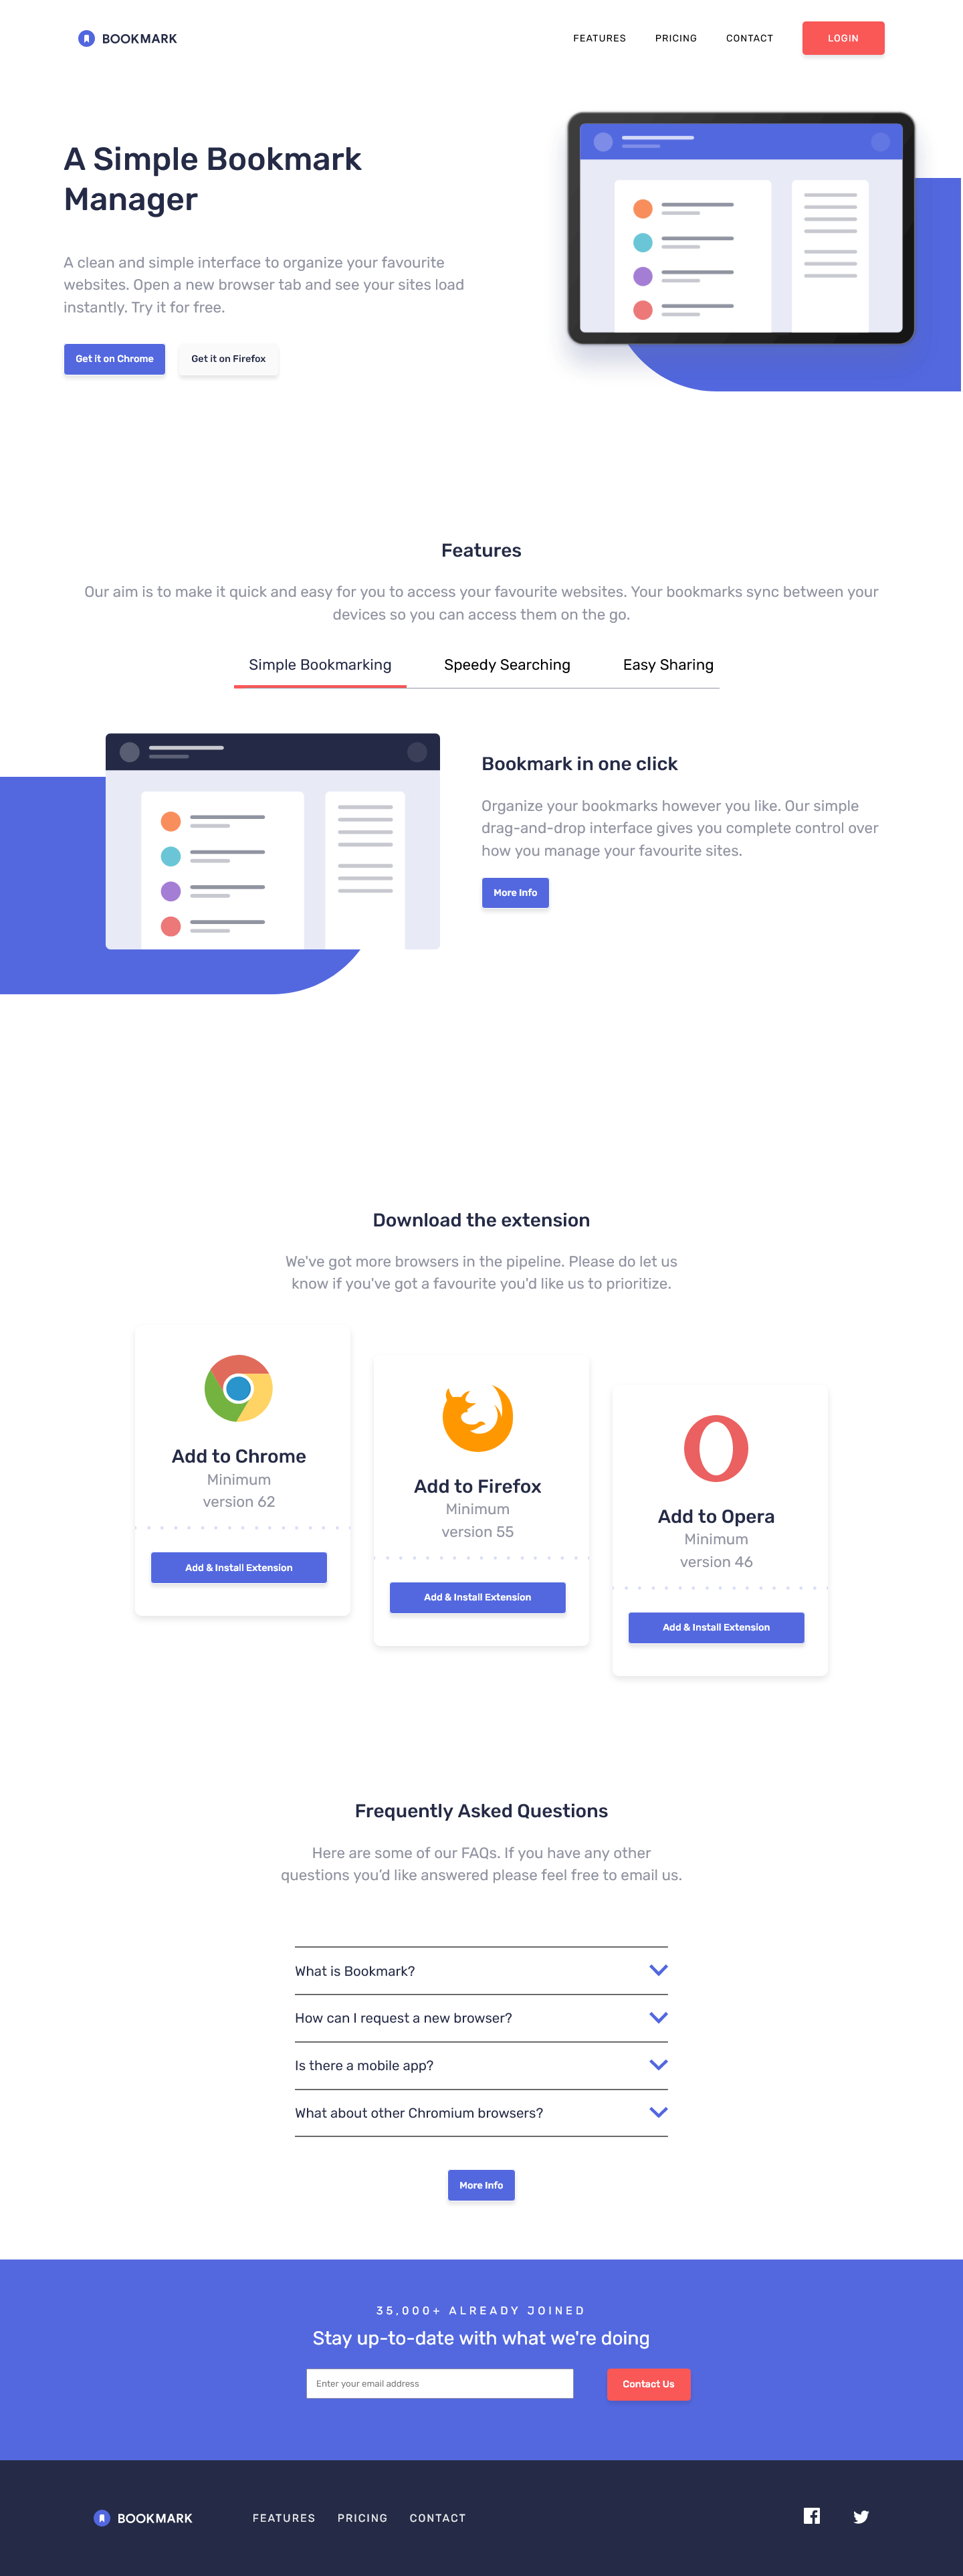 BOOKMARK
FEATURES PRICING CONTACT LOGIN
A Simple Bookmark
Manager
A clean and simple interface to organize your favourite
websites. Open a new browser tab and see your sites load
instantly. Try it for free.
Get it on Chrome
Get it on Firefox
Features
Our aim is to make it quick and easy for you to access your favourite websites. Your bookmarks sync between your
devices so you can access them on the go.
Simple Bookmarking Speedy Searching Easy Sharing
Bookmark in one click
Organize your bookmarks however you like. Our simple
drag-and-drop interface gives you complete control over
how you manage your favourite sites.
More Info
Download the extension
We've got more browsers in the pipeline. Please do let us
know if you've got a favourite you'd like us to prioritize.
Add to Chrome
Minimum
version 62
Add & Install Extension
Add to Firefox
Minimum
version 55
Add & Install Extension
Add to Opera
Minimum
version 46
Add & Install Extension
Frequently Asked Questions
Here are some of our FAQs. If you have any other
questions you'd like answered please feel free to email us.
What is Bookmark?
How can I request a new browser?
Is there a mobile app?
What about other Chromium browsers?
More Info
35,000+ ALREADY JOINED
Stay up-to-date with what we're doing
Enter your email address
Contact Us
BOOKMARK
FEATURES PRICING CONTACT